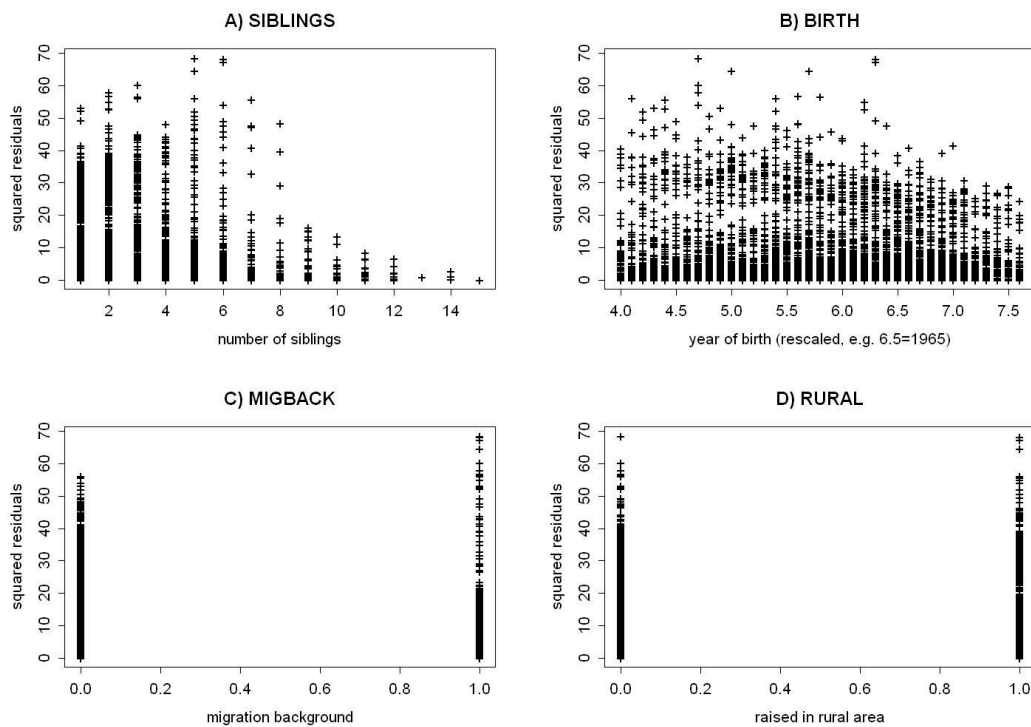 A) SIBLINGS
squared residuals
0 10 20 30 40 50 60 70
2 4 6 8 10 12 14
number of siblings
B) BIRTH
squared residuals
0 10 20 30 40 50 60 70
4.0 4.5 5.0 5.5 6.0 6.5 7.0 7.5
year of birth (rescaled, e.g. 6.5=1965)
C) MIGBACK
squared residuals
0 10 20 30 40 50 60 70
0.0 0.2 0.4 0.6 0.8 1.0
migration background
D) RURAL
squared residuals
0 10 20 30 40 50 60 70
0.0 0.2 0.4 0.6 0.8 1.0
raised in rural area